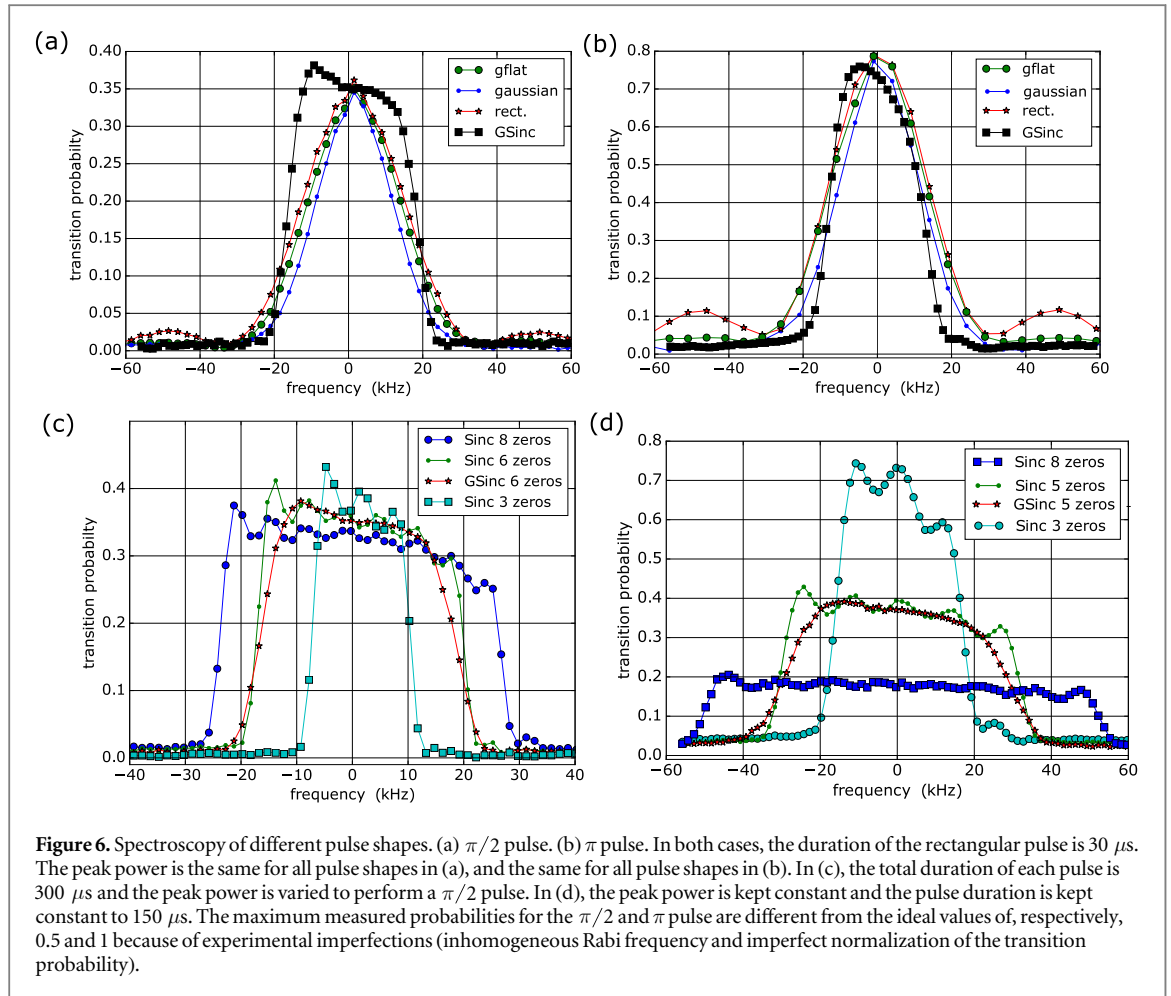 (a)
0.40
0.35
0.30
0.25
0.20
0.15
0.10
0.05
0.00
transition probabilty
−60 −40 −20 0 20 40 60
frequency (kHz)
gflat
gaussian
rect.
GSinc
(b)
0.8
0.7
0.6
0.5
0.4
0.3
0.2
0.1
0.0
transition probabilty
−60 −40 −20 0 20 40 60
frequency (kHz)
gflat
gaussian
rect.
GSinc
(c)
0.4
0.3
0.2
0.1
0.0
transition probabilty
−40 −30 −20 −10 0 10 20 30 40
frequency (kHz)
Sinc 8 zeros
Sinc 6 zeros
GSinc 6 zeros
Sinc 3 zeros
(d)
0.8
0.7
0.6
0.5
0.4
0.3
0.2
0.1
0.0
transition probabilty
−60 −40 −20 0 20 40 60
frequency (kHz)
Sinc 8 zeros
Sinc 5 zeros
GSinc 5 zeros
Sinc 3 zeros
Figure 6. Spectroscopy of different pulse shapes. (a) π/2 pulse. (b) π pulse. In both cases, the duration of the rectangular pulse is 30 μs.
The peak power is the same for all pulse shapes in (a), and the same for all pulse shapes in (b). In (c), the total duration of each pulse is
300 μs and the peak power is varied to perform a π/2 pulse. In (d), the peak power is kept constant and the pulse duration is kept
constant to 150 μs. The maximum measured probabilities for the π/2 and π pulse are different from the ideal values of, respectively,
0.5 and 1 because of experimental imperfections (inhomogeneous Rabi frequency and imperfect normalization of the transition
probability).